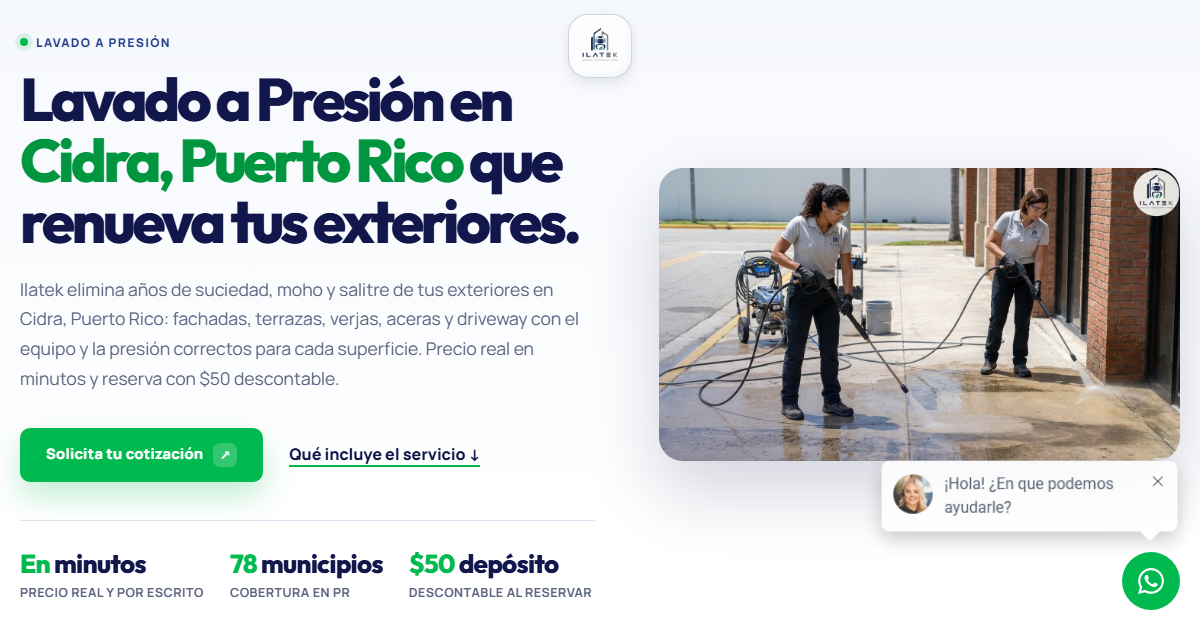 LAVADO A PRESIÓN
ILATEK
Lavado a Presión en
Cidra, Puerto Rico que
renueva tus exteriores.
Ilatek elimina años de suciedad, moho y salitre de tus exteriores en
Cidra, Puerto Rico: fachadas, terrazas, verjas, aceras y driveway con el
equipo y la presión correctos para cada superficie. Precio real en
minutos y reserva con $50 descontable.
Solicita tu cotización ↗
Qué incluye el servicio ↓
En minutos
PRECIO REAL Y POR ESCRITO
78 municipios
COBERTURA EN PR
$50 depósito
DESCONTABLE AL RESERVAR
ILATEK
¡Hola! ¿En que podemos
ayudarle?